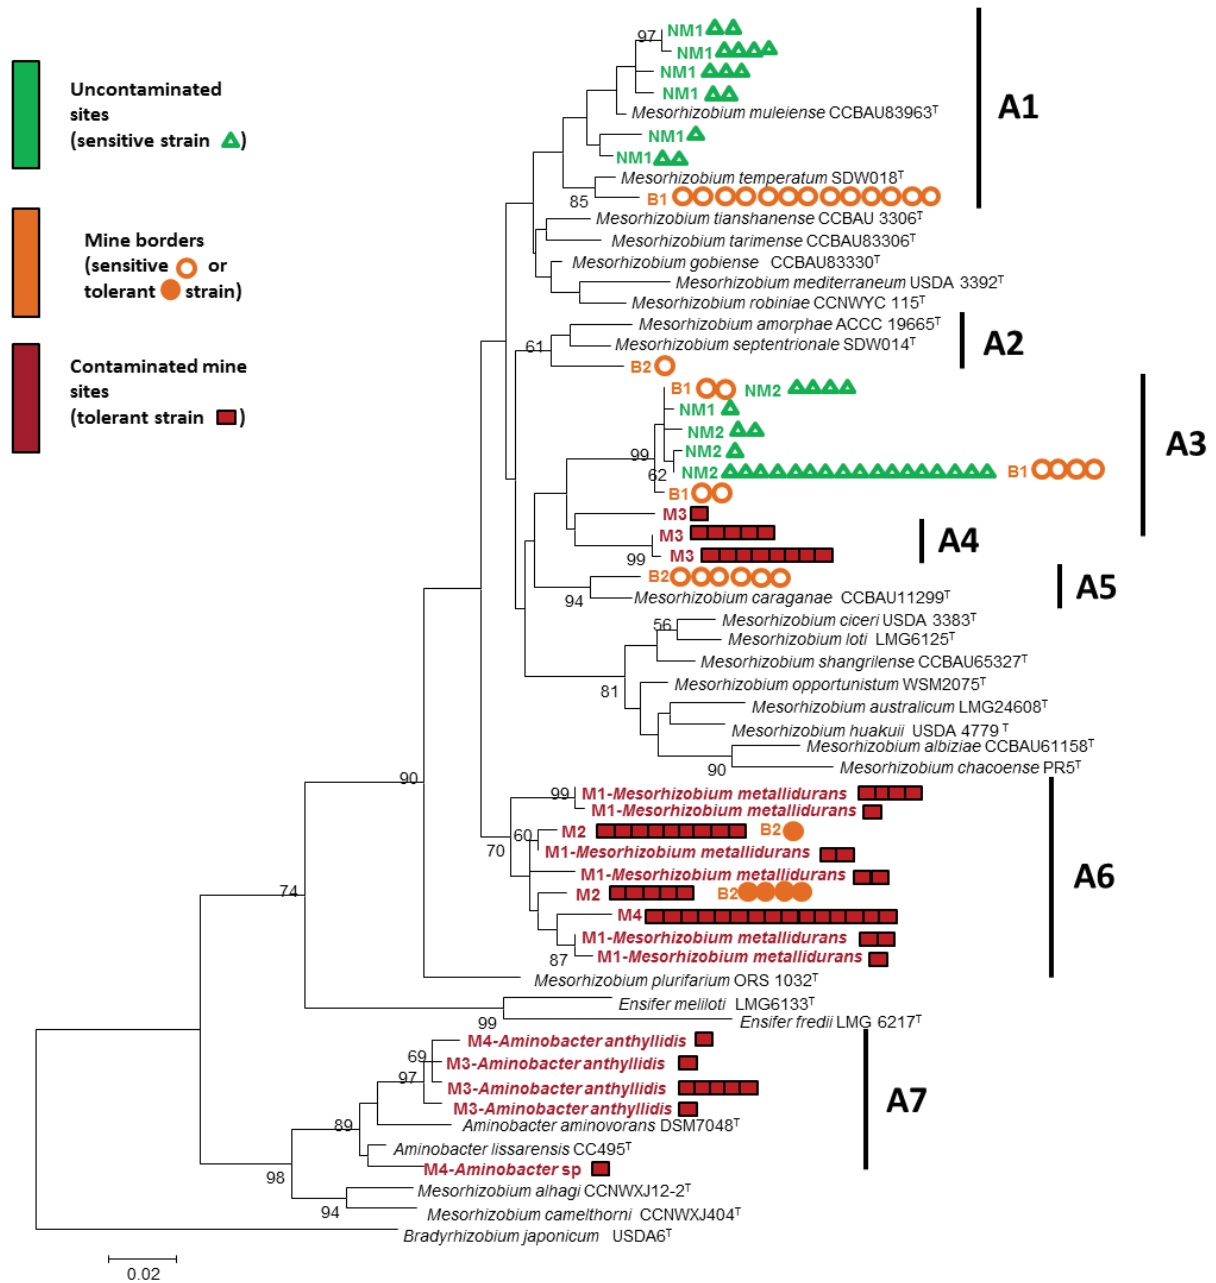 Uncontaminated
sites
(sensitive strain )
Mine borders
(sensitive or
tolerant strain)
Contaminated mine
sites
(tolerant strain )
97
NM1
NM1
NM1
NM1
Mesorhizobium muleiense CCBAU83963T
NM1
NM1
Mesorhizobium temperatum SDW018T
85
B1
A1
Mesorhizobium tianshanense CCBAU 3306T
Mesorhizobium tarimense CCBAU83306T
Mesorhizobium gobiense CCBAU83330T
Mesorhizobium mediterraneum USDA 3392T
Mesorhizobium robiniae CCNWYC 115T
Mesorhizobium amorphae ACCC 19665T
61
Mesorhizobium septentrionale SDW014T
B2
A2
B1 NM2
NM1
NM2
99
NM2
62
NM2 B1
B1
A3
M3
M3
99
M3
A4
B2
94
Mesorhizobium caraganae CCBAU11299T
A5
56
Mesorhizobium ciceri USDA 3383T
Mesorhizobium loti LMG6125T
Mesorhizobium shangrilense CCBAU65327T
81
Mesorhizobium opportunistum WSM2075T
Mesorhizobium australicum LMG24608T
Mesorhizobium huakuii USDA 4779 T
Mesorhizobium albiziae CCBAU61158T
90
Mesorhizobium chacoense PR5T
90
99
M1-Mesorhizobium metallidurans
M1-Mesorhizobium metallidurans
60
M2 B2
70
M1-Mesorhizobium metallidurans
M1-Mesorhizobium metallidurans
M2 B2
M4
M1-Mesorhizobium metallidurans
87
M1-Mesorhizobium metallidurans
A6
74
Mesorhizobium plurifarium ORS 1032T
Ensifer meliloti LMG6133T
99
Ensifer fredii LMG 6217T
M4-Aminobacter anthyllidis
69
M3-Aminobacter anthyllidis
97
M3-Aminobacter anthyllidis
M3-Aminobacter anthyllidis
89
Aminobacter aminovorans DSM7048T
Aminobacter lissarensis CC495T
M4-Aminobacter sp
A7
98
Mesorhizobium alhagi CCNWXJ12-2T
94
Mesorhizobium camelthorni CCNWXJ404T
Bradyrhizobium japonicum USDA6T
0.02